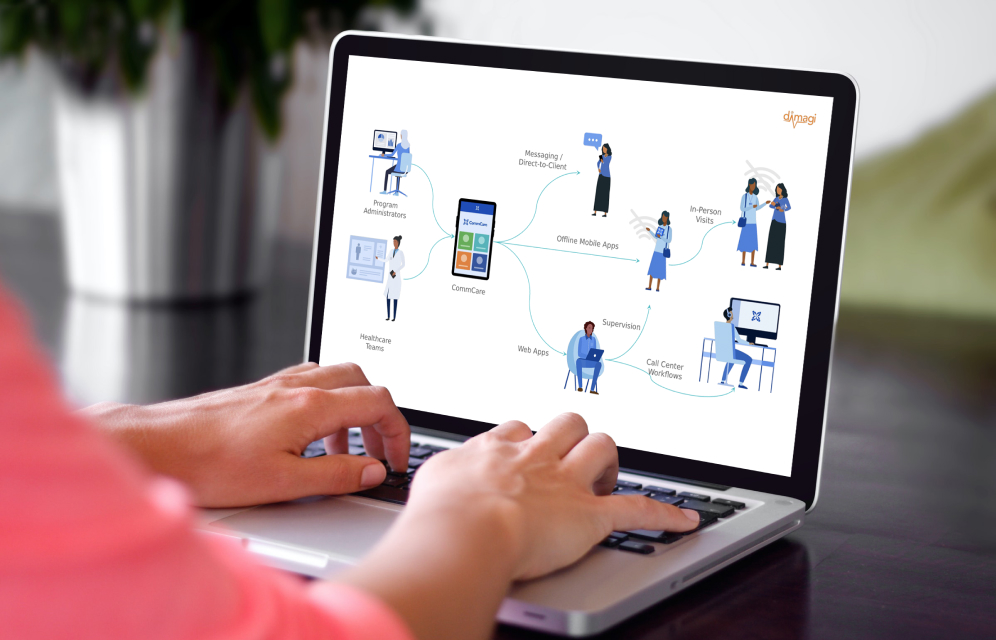 dimagi
Messaging /
Direct-to-Client
Program
Administrators
In-Person
Visits
CommCare
Offline Mobile Apps
CommCare
Supervision
Healthcare
Teams
Web Apps
Call Center
Workflows